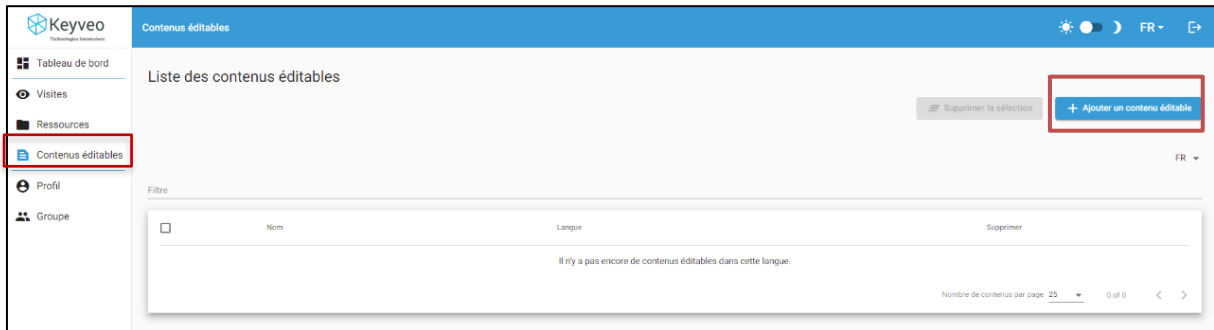 Keyveo
Technologies Immersives
Contenus éditables
FR
Tableau de bord
Visites
Ressources
Contenus éditables
Profil
Groupe
Liste des contenus éditables
Supprimer la sélection
+ Ajouter un contenu éditable
FR
Filtre
Nom Langue Supprimer
Il n'y a pas encore de contenus éditables dans cette langue.
Nombre de contenus par page 25 0 of 0